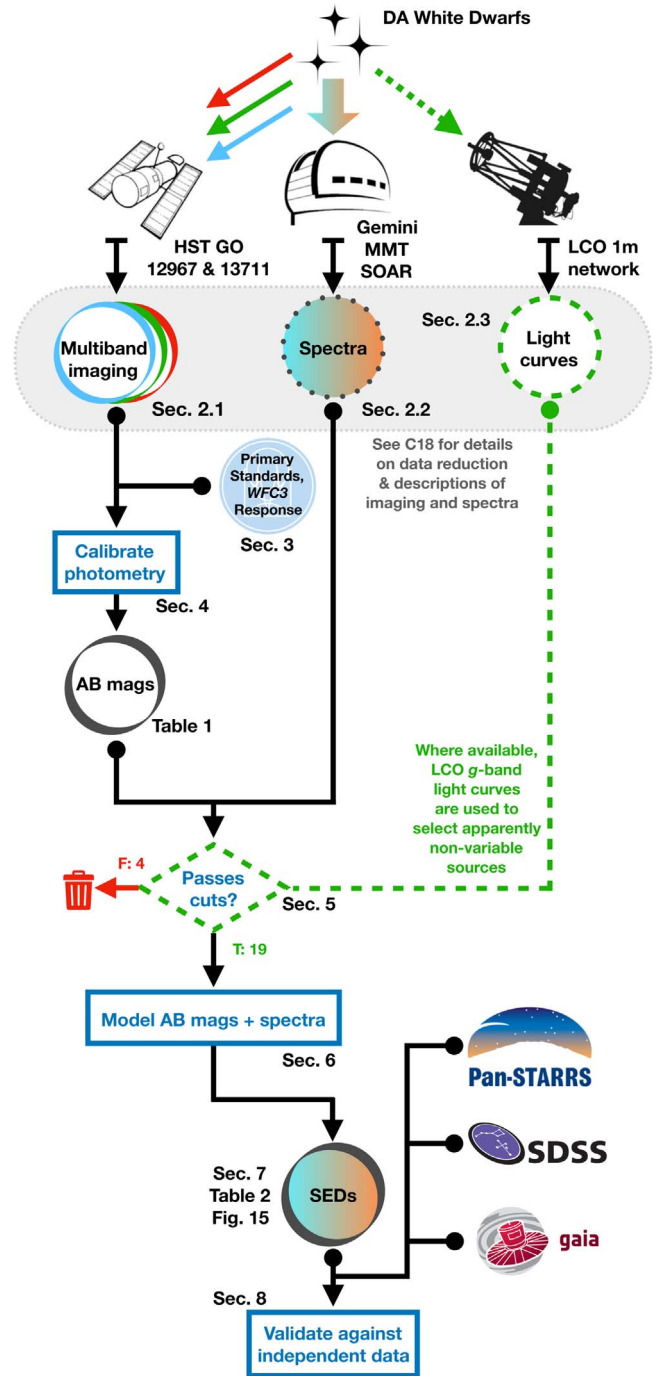 DA White Dwarfs
HST GO
12967 & 13711
Gemini
MMT
SOAR
LCO 1m
network
Multiband
imaging
Sec. 2.1
Spectra
Sec. 2.2
Sec. 2.3
Light
curves
See C18 for details
on data reduction
& descriptions of
imaging and spectra
Primary
Standards,
WFC3
Response
Sec. 3
Calibrate
photometry
Sec. 4
AB mags
Table 1
Where available,
LCO g-band
light curves
are used to
select apparently
non-variable
sources
F: 4
Passes
cuts?
Sec. 5
T: 19
Model AB mags + spectra
Sec. 6
Pan-STARRS
SDSS
gaia
Sec. 7
Table 2
Fig. 15
SEDs
Sec. 8
Validate against
independent data